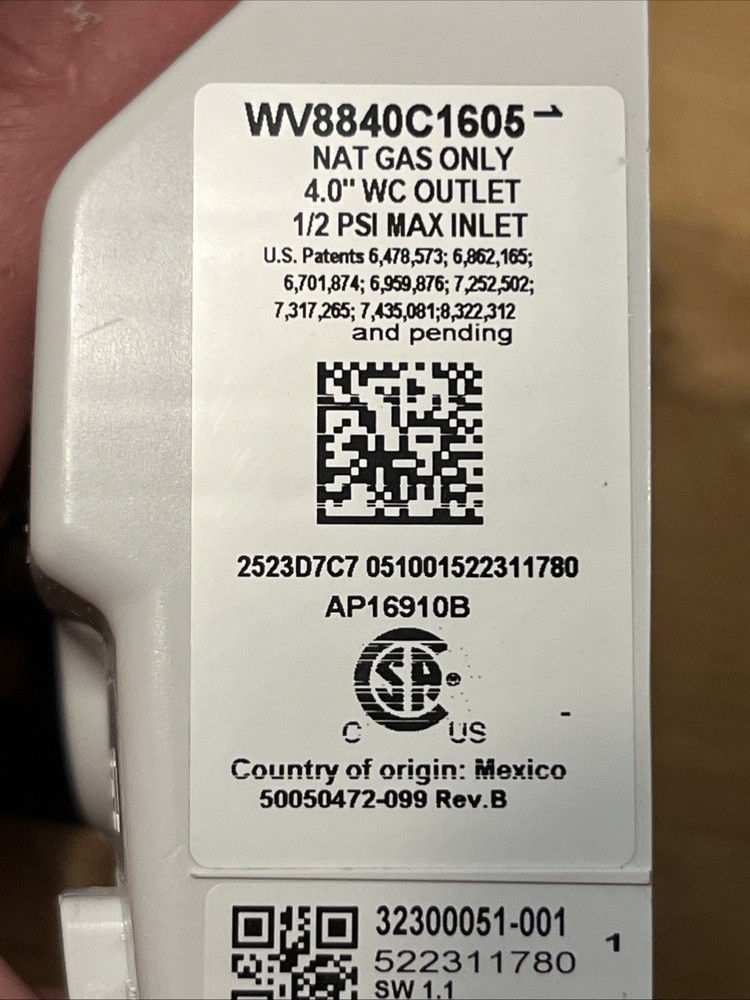 WV8840C1605 1
NAT GAS ONLY
4.0" WC OUTLET
1/2 PSI MAX INLET
U.S. Patents 6,478,573; 6,862,165;
6,701,874; 6,959,876; 7,252,502;
7,317,265; 7,435,081;8,322,312
and pending
2523D7C7 051001522311780
AP16910B
CSA ®
C US
Country of origin: Mexico
50050472-099 Rev.B
32300051-001
1
522311780
SW 1.1